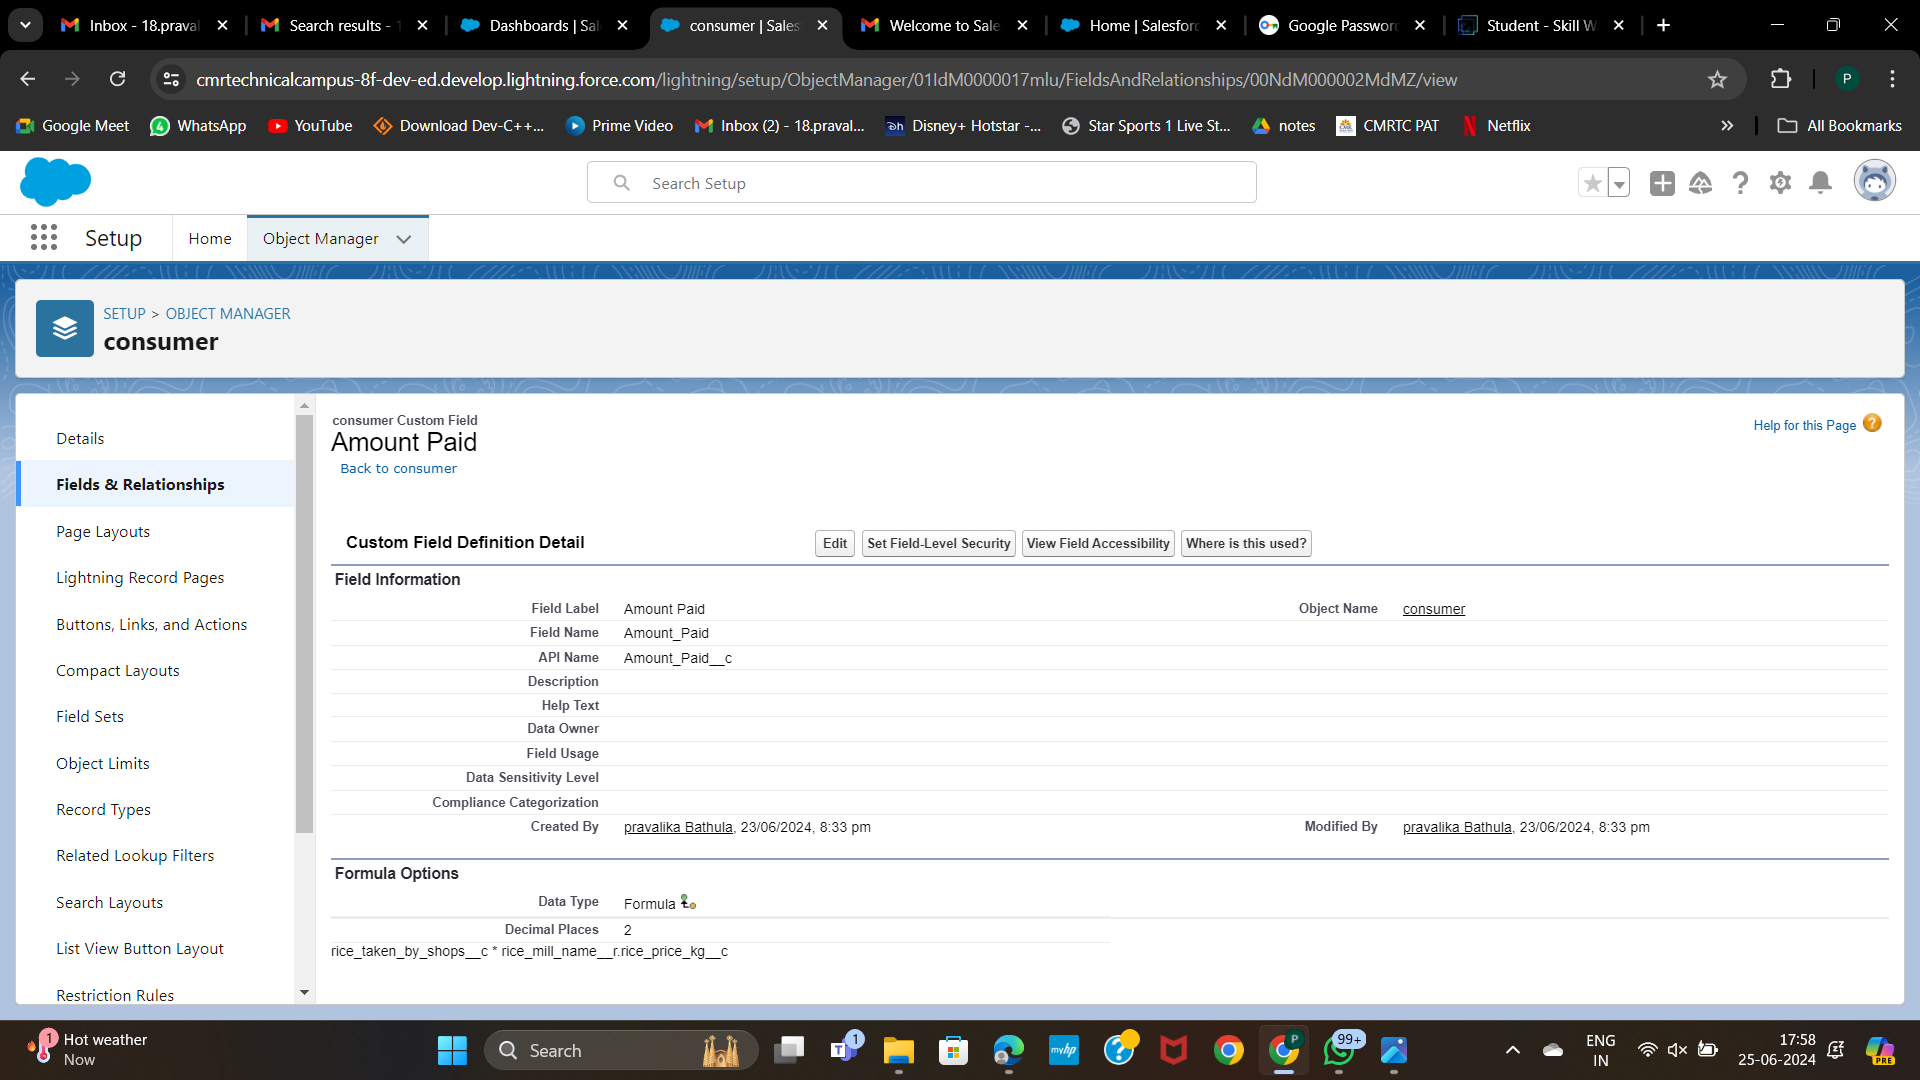 Inbox - 18.praval
Search results - 1
Dashboards | Sal
consumer | Sales
Welcome to Sale
Home | Salesforc
Google Password
Student - Skill W
cmrtechnicalcampus-8f-dev-ed.develop.lightning.force.com/lightning/setup/ObjectManager/01IdM0000017mlu/FieldsAndRelationships/00NdM000002MdMZ/view
P
Google Meet
WhatsApp
YouTube
Download Dev-C++...
Prime Video
Inbox (2) - 18.praval...
Disney+ Hotstar -...
Star Sports 1 Live St...
notes
CMRTC PAT
Netflix
All Bookmarks
Search Setup
Setup
Home
Object Manager
SETUP > OBJECT MANAGER
consumer
Details
Fields & Relationships
Page Layouts
Lightning Record Pages
Buttons, Links, and Actions
Compact Layouts
Field Sets
Object Limits
Record Types
Related Lookup Filters
Search Layouts
List View Button Layout
Restriction Rules
consumer Custom Field
Amount Paid
Back to consumer
Help for this Page
Custom Field Definition Detail
Edit
Set Field-Level Security
View Field Accessibility
Where is this used?
Field Information
Field Label Amount Paid
Object Name consumer
Field Name Amount_Paid
API Name Amount_Paid__c
Description
Help Text
Data Owner
Field Usage
Data Sensitivity Level
Compliance Categorization
Created By pravalika Bathula, 23/06/2024, 8:33 pm
Modified By pravalika Bathula, 23/06/2024, 8:33 pm
Formula Options
Data Type Formula
Decimal Places 2
rice_taken_by_shops__c * rice_mill_name__r.rice_price_kg__c
1
Hot weather
Now
Search
1
myhp
P
99+
ENG
IN
17:58
25-06-2024
PRE